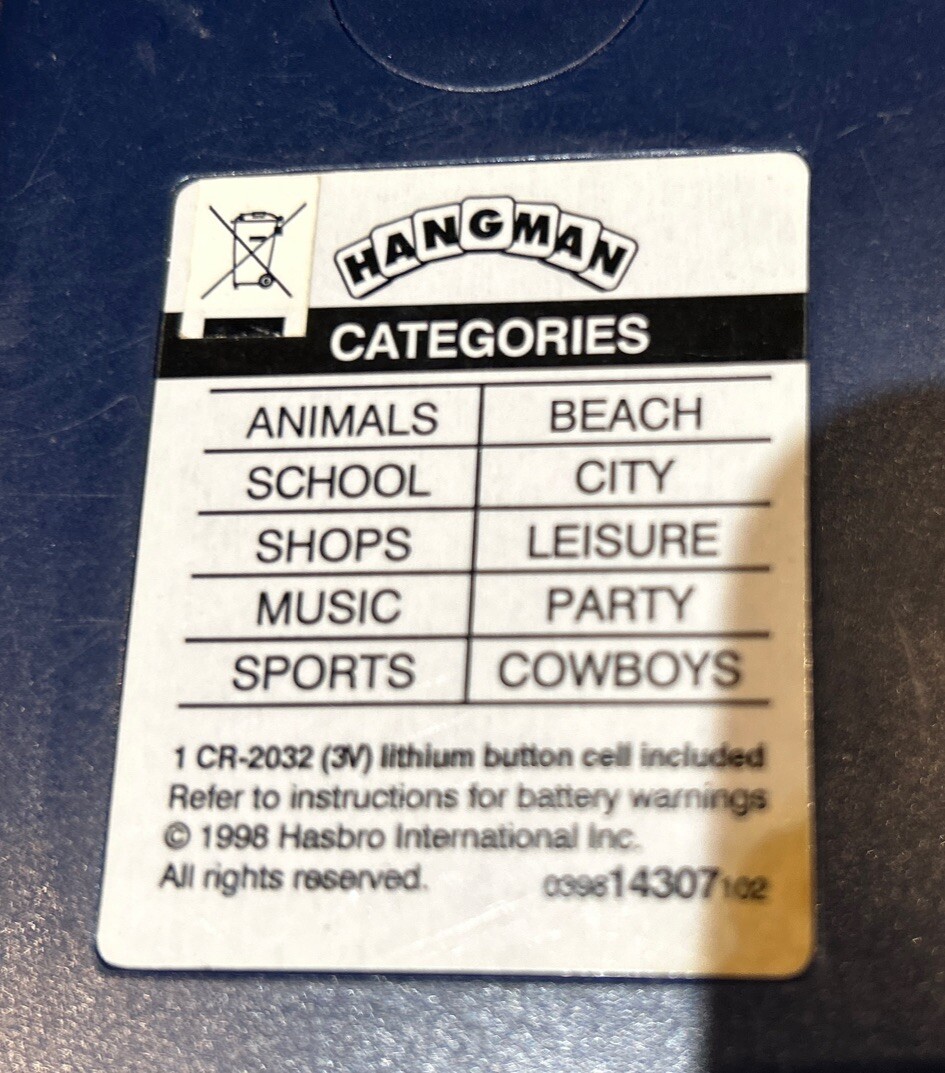 HANGMAN
CATEGORIES
ANIMALS BEACH
SCHOOL CITY
SHOPS LEISURE
MUSIC PARTY
SPORTS COWBOYS
1 CR-2032 (3V) lithium button cell included
Refer to instructions for battery warnings
© 1998 Hasbro International Inc.
All rights reserved. 039814307102